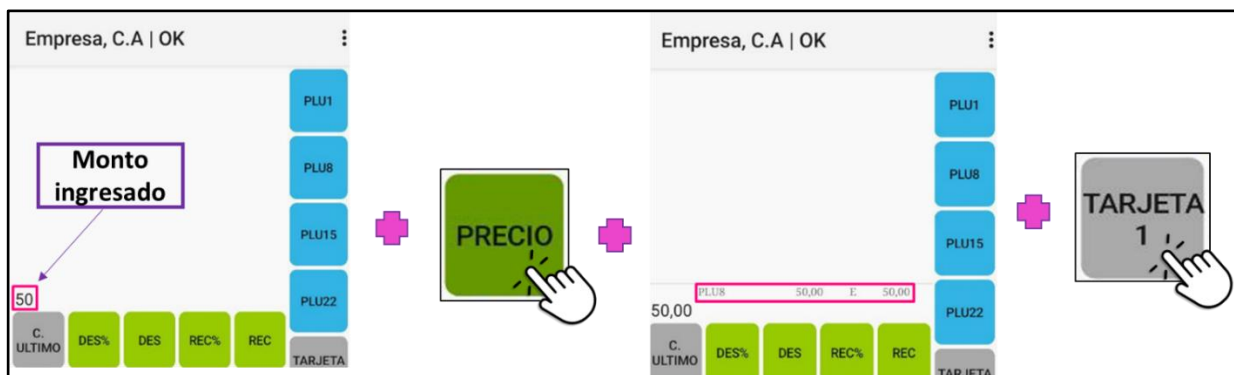 Empresa, C.A | OK
PLU1
Monto
ingresado
PLU8
PLU15
50
PLU22
C.
ULTIMO
DES%
DES
REC%
REC
TARJETA
PRECIO
Empresa, C.A | OK
PLU1
PLU8
PLU15
PLU8 50,00 E 50,00
50,00
PLU22
C.
ULTIMO
DES%
DES
REC%
REC
TARJETA
TARJETA
1